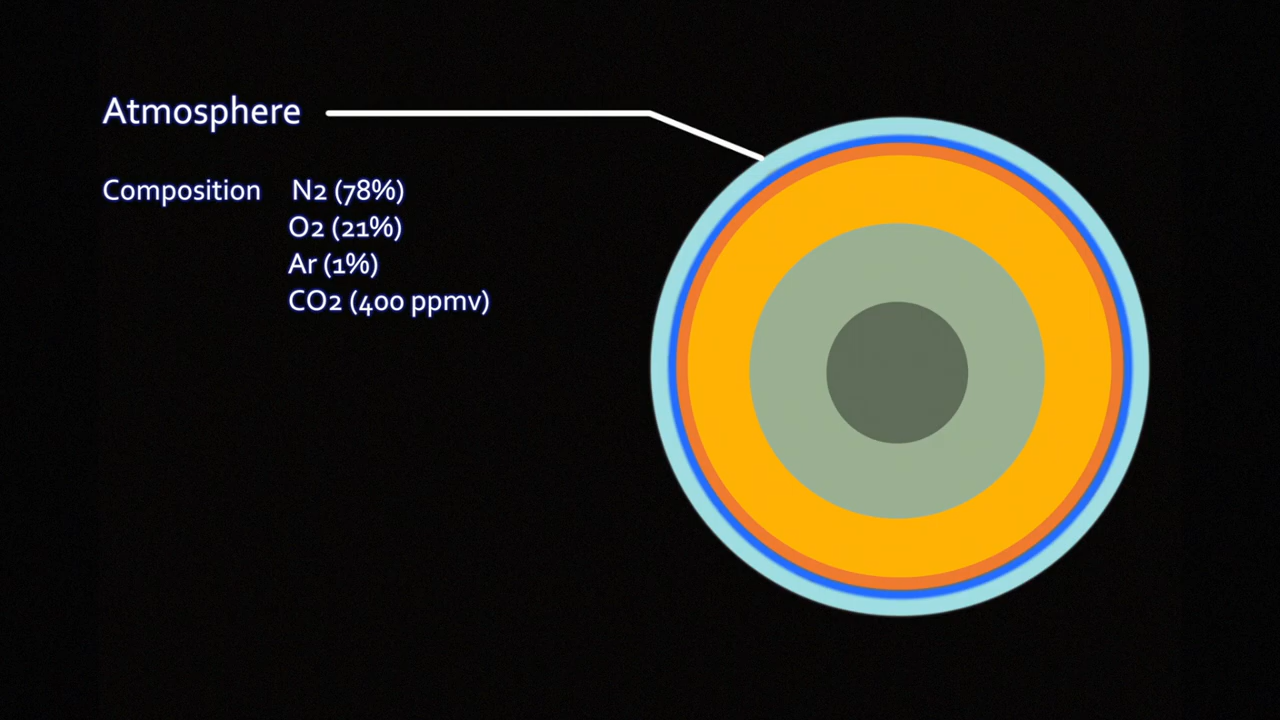 Atmosphere
Composition N2 (78%)
O2 (21%)
Ar (1%)
CO2 (400 ppmv)